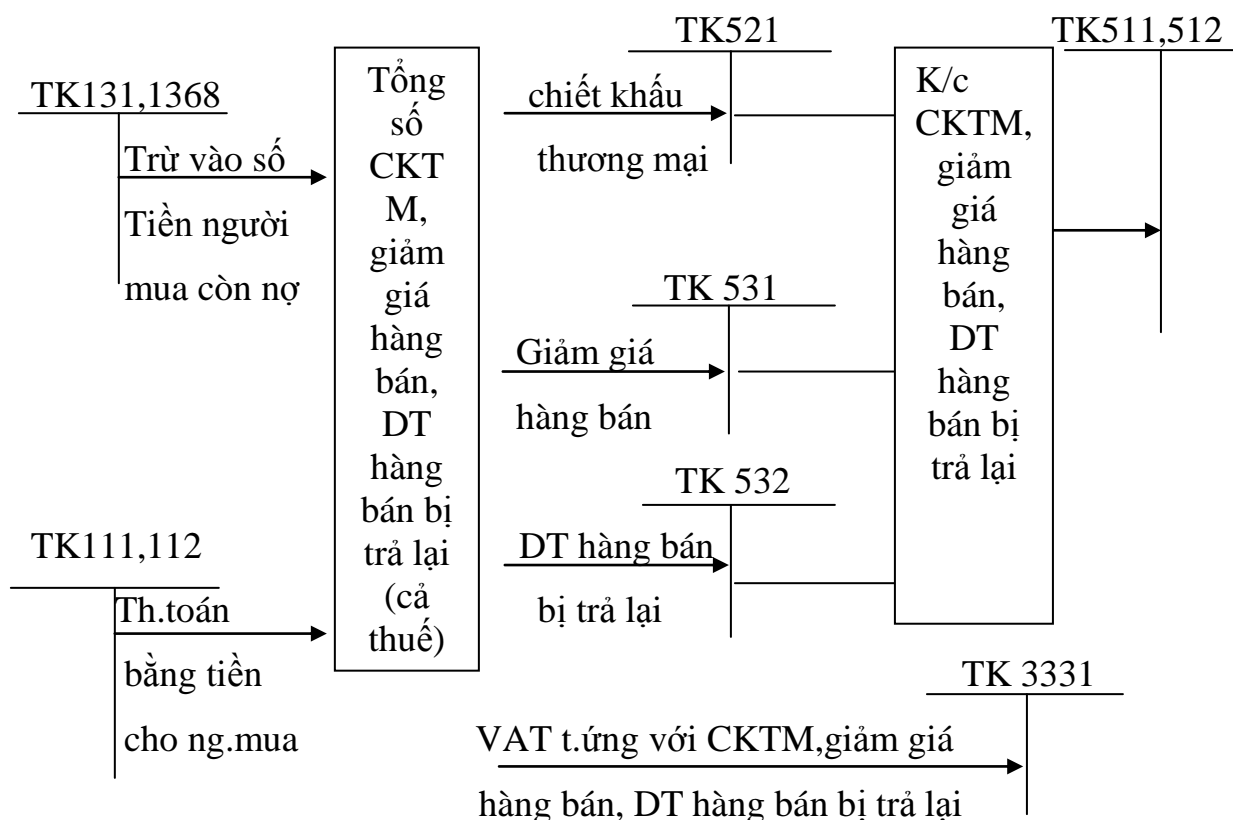 TK131,1368
Trừ vào số
Tiền người
mua còn nợ
TK111,112
Th.toán
bằng tiền
cho ng.mua
Tổng
số
CKT
M,
giảm
giá
hàng
bán,
DT
hàng
bán bị
trả lại
(cả
thuế)
TK521
chiết khấu
thương mại
TK 531
Giảm giá
hàng bán
TK 532
DT hàng bán
bị trả lại
K/c
CKTM,
giảm
giá
hàng
bán,
DT
hàng
bán bị
trả lại
TK511,512
TK 3331
VAT t.ứng với CKTM,giảm giá
hàng bán, DT hàng bán bị trả lại